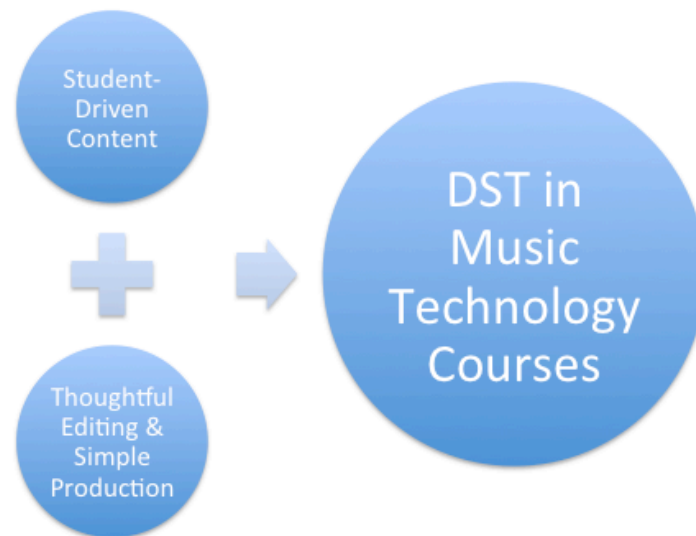 Student-
Driven
Content
Thoughtful
Editing &
Simple
Production
DST in
Music
Technology
Courses